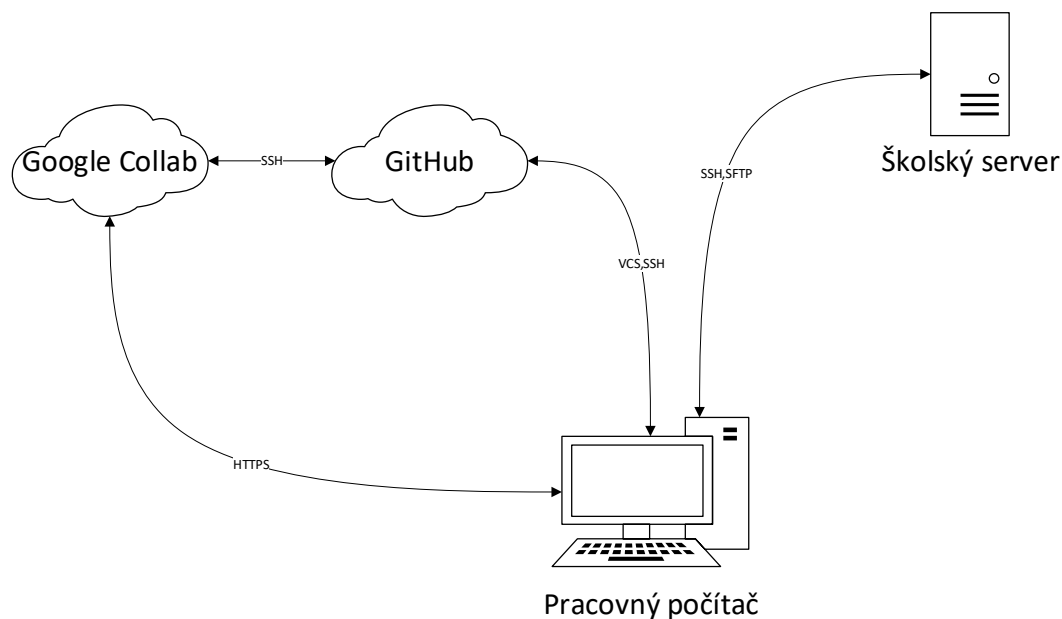 Google Collab
SSH
GitHub
SSH,SFTP
Školský server
VCS,SSH
HTTPS
Pracovný počítač